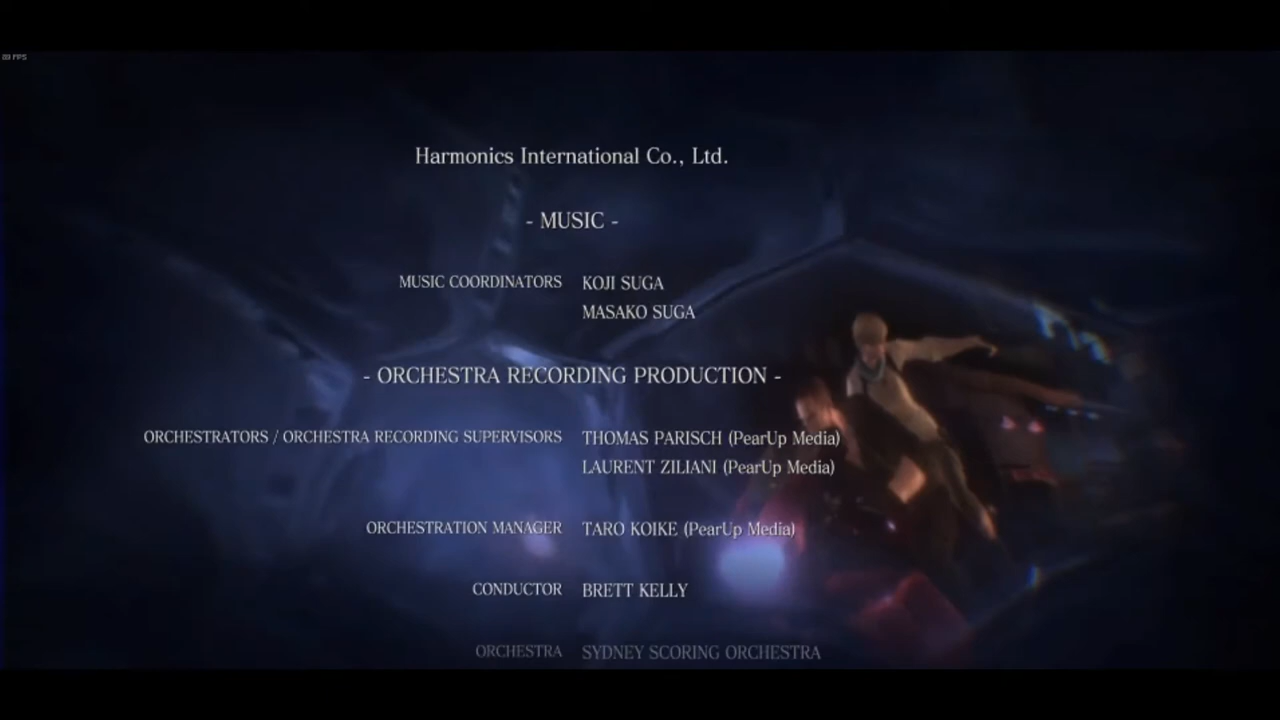 89 FPS
Harmonics International Co., Ltd.
- MUSIC -
MUSIC COORDINATORS KOJI SUGA
MASAKO SUGA
- ORCHESTRA RECORDING PRODUCTION -
ORCHESTRATORS / ORCHESTRA RECORDING SUPERVISORS THOMAS PARISCH (PearUp Media)
LAURENT ZILIANI (PearUp Media)
ORCHESTRATION MANAGER TARO KOIKE (PearUp Media)
CONDUCTOR BRETT KELLY
ORCHESTRA SYDNEY SCORING ORCHESTRA